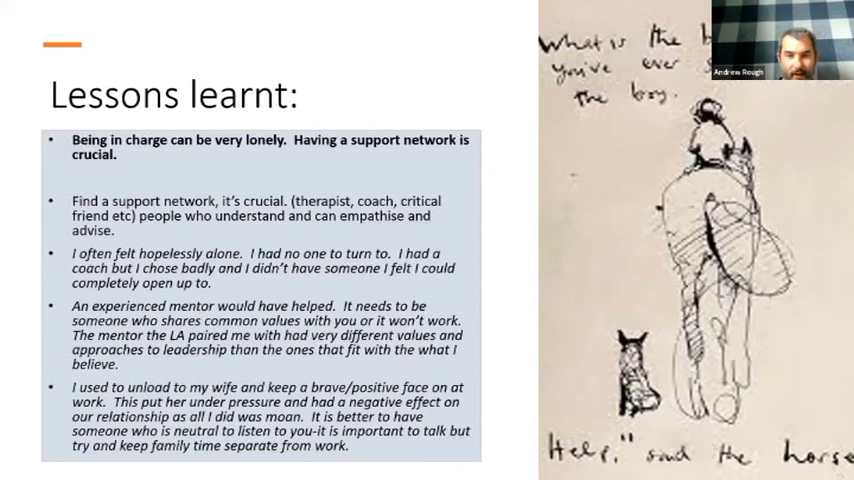 Lessons learnt:
• Being in charge can be very lonely.  Having a support network is
crucial.
• Find a support network, it's crucial. (therapist, coach, critical
friend etc) people who understand and can empathise and
advise.
• I often felt hopelessly alone.  I had no one to turn to.  I had a
coach but I chose badly and I didn't have someone I felt I could
completely open up to.
• An experienced mentor would have helped.  It needs to be
someone who shares common values with you or it won't work.
The mentor the LA paired me with had very different values and
approaches to leadership than the ones that fit with the what I
believe.
• I used to unload to my wife and keep a brave/positive face on at
work.  This put her under pressure and had a negative effect on
our relationship as all I did was moan.  It is better to have
someone who is neutral to listen to you-it is important to talk but
try and keep family time separate from work.
What is the
you've ever
the boy.
Andrew Rough
Help," said the horse